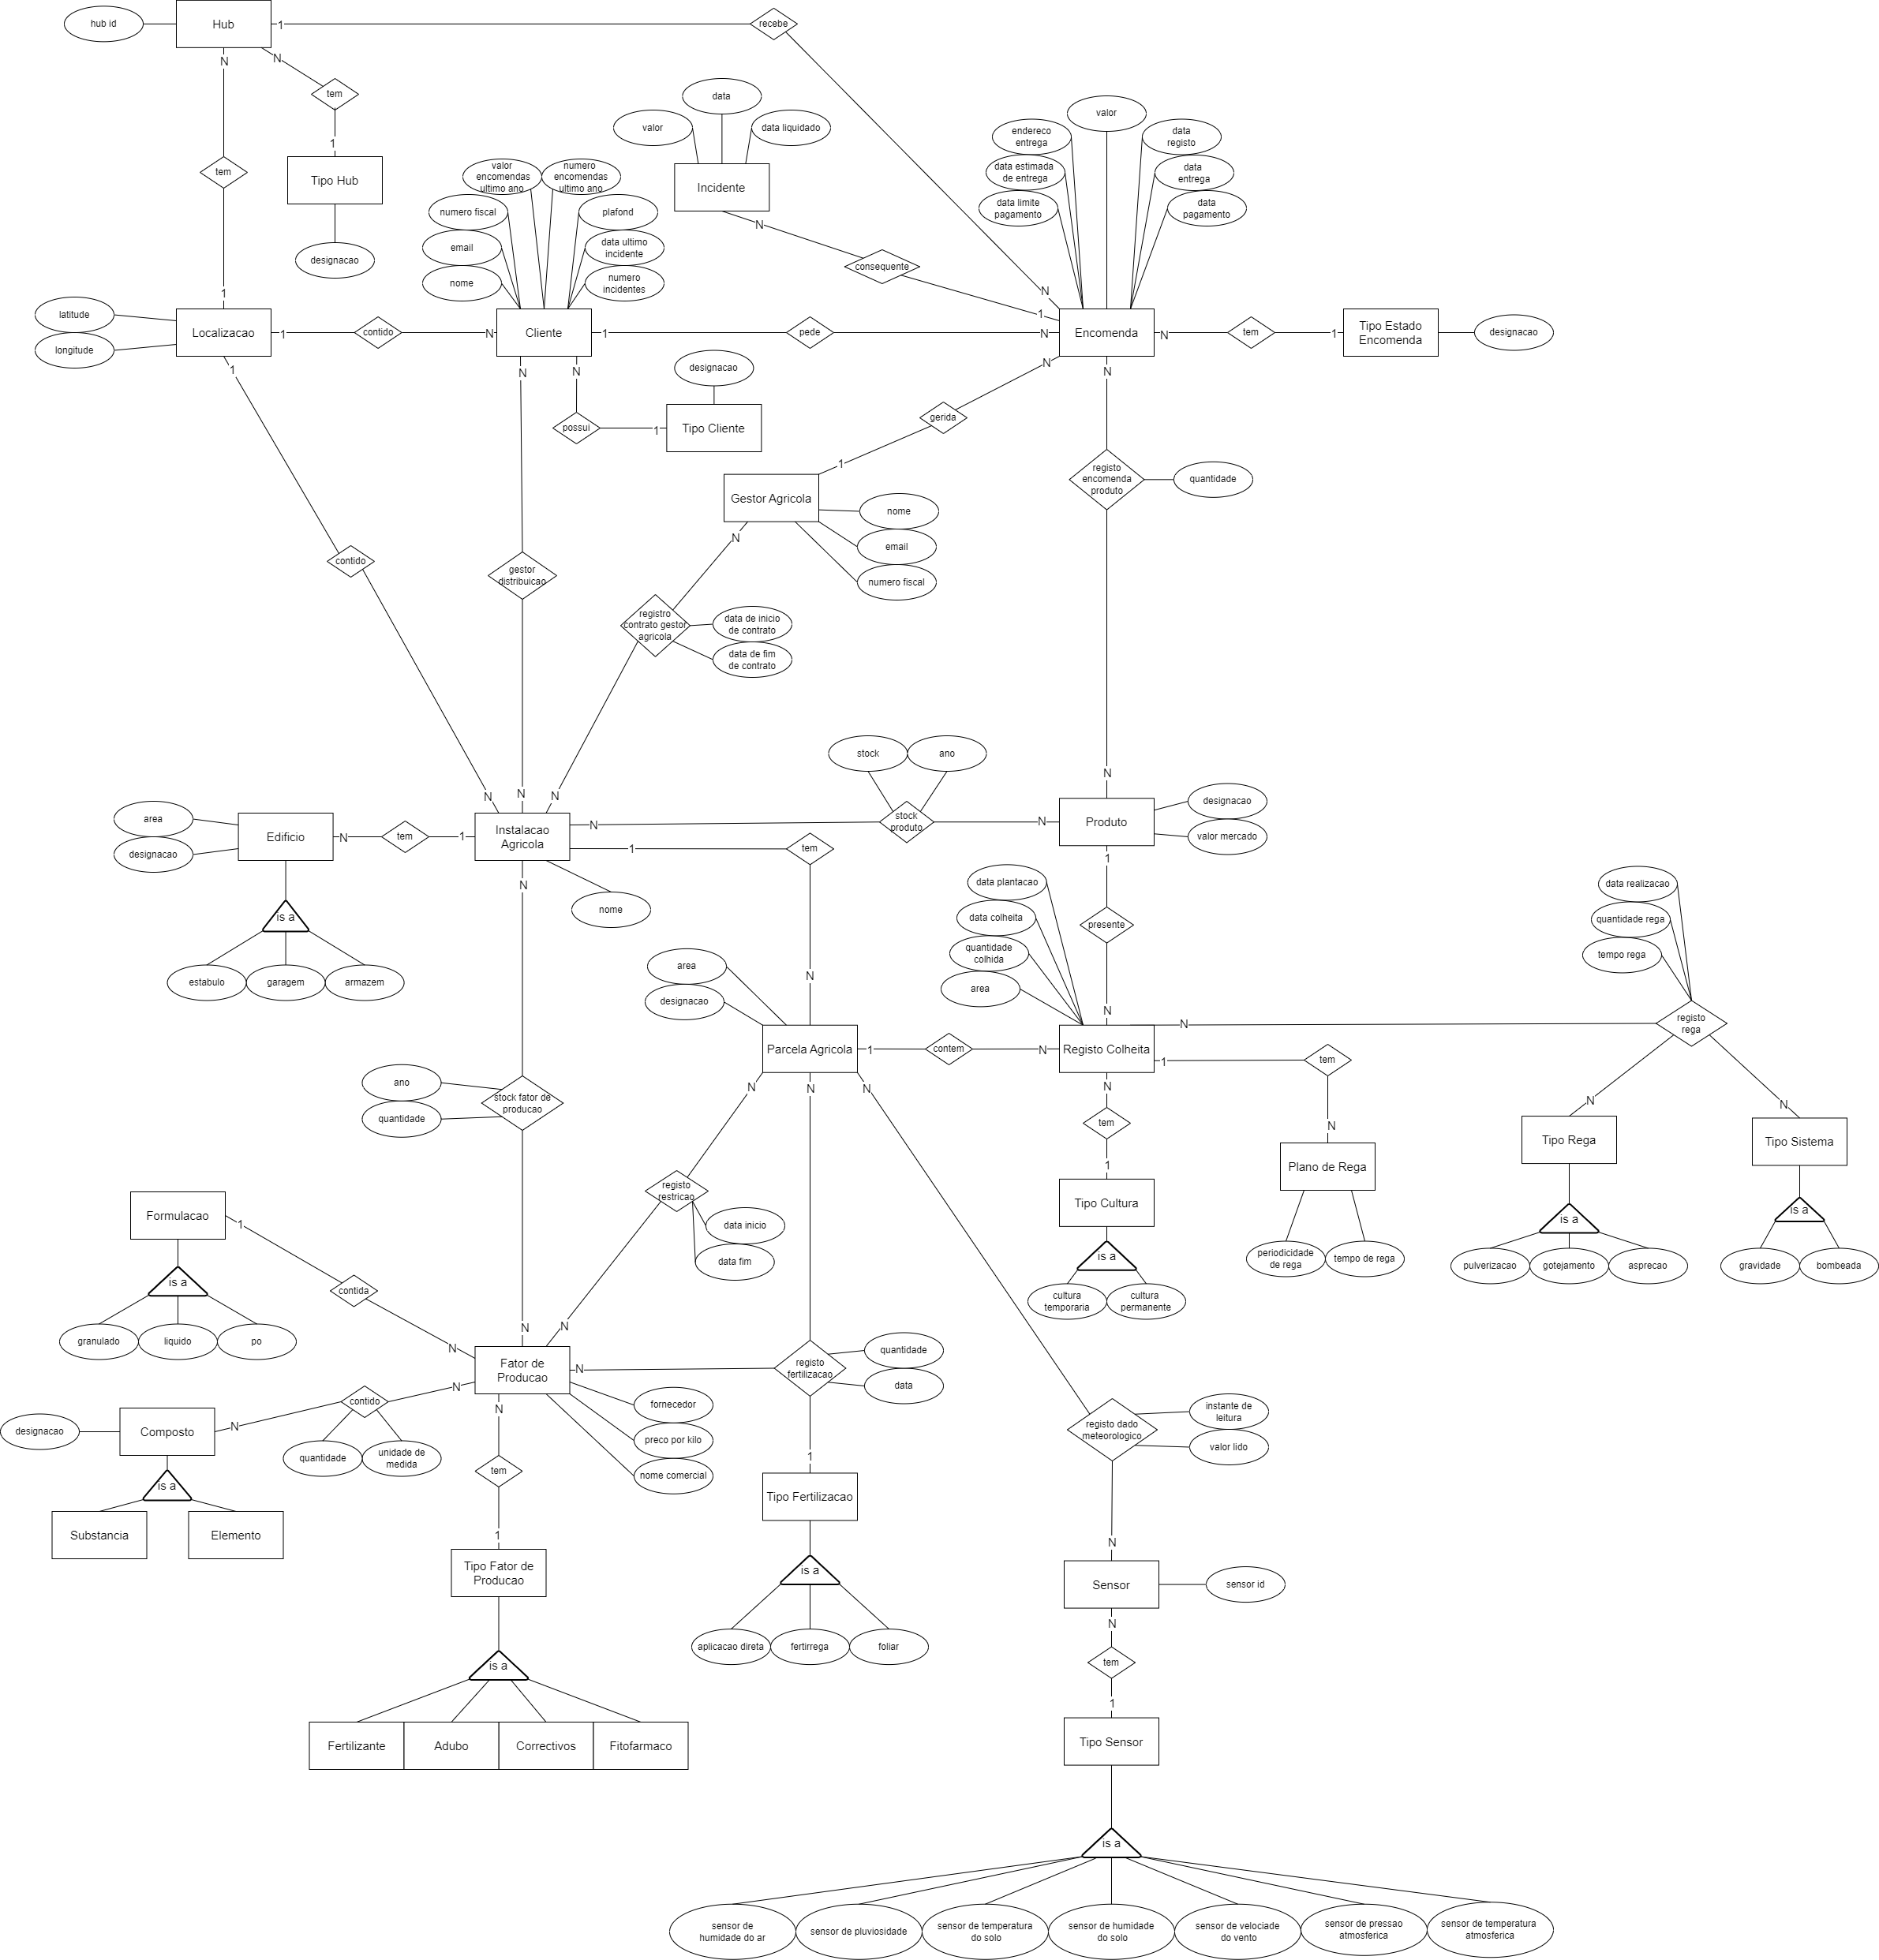 hub id
Hub
1
recebe
N
N
tem
1
Tipo Hub
designacao
tem
1
data
valor
data liquidado
Incidente
N
consequente
1
N
valor
endereco
entrega
data estimada
de entrega
data limite
pagamento
data
registo
data
entrega
data
pagamento
valor
encomendas
ultimo ano
numero
encomendas
ultimo ano
numero fiscal
email
nome
plafond
data ultimo
incidente
numero
incidentes
latitude
longitude
Localizacao
1
contido
N
Cliente
1
pede
N
Encomenda
N
tem
1
Tipo Estado
Encomenda
designacao
1
N
N
possui
1
designacao
Tipo Cliente
N
gerida
1
N
registo
encomenda
produto
quantidade
Gestor Agricola
nome
email
numero fiscal
N
contido
gestor
distribuicao
registro
contrato gestor
agricola
data de inicio
de contrato
data de fim
de contrato
N
N
N
stock
ano
stock
produto
N
N
N
Produto
designacao
valor mercado
area
designacao
Edificio
N
tem
1
Instalacao
Agricola
1
tem
N
nome
is a
estabulo
garagem
armazem
N
1
presente
N
data plantacao
data colheita
quantidade
colhida
area
data realizacao
quantidade rega
tempo rega
registo
rega
N
area
designacao
Parcela Agricola
1
contem
N
Registo Colheita
1
tem
N
Plano de Rega
periodicidade
de rega
tempo de rega
N
tem
1
Tipo Cultura
is a
cultura
temporaria
cultura
permanente
N
Tipo Rega
is a
pulverizacao
gotejamento
asprecao
N
Tipo Sistema
is a
gravidade
bombeada
ano
quantidade
stock fator de
producao
N
N
registo
restricao
data inicio
data fim
N
N
N
Formulacao
1
contida
N
is a
granulado
liquido
po
Fator de
Producao
N
registo
fertilizacao
quantidade
data
1
Tipo Fertilizacao
is a
aplicacao direta
fertirrega
foliar
fornecedor
preco por kilo
nome comercial
designacao
Composto
N
contido
N
quantidade
unidade de
medida
is a
Substancia
Elemento
N
tem
1
Tipo Fator de
Producao
is a
Fertilizante
Adubo
Correctivos
Fitofarmaco
registo dado
meteorologico
instante de
leitura
valor lido
N
Sensor
sensor id
N
tem
1
Tipo Sensor
is a
sensor de
humidade do ar
sensor de pluviosidade
sensor de temperatura
do solo
sensor de humidade
do solo
sensor de velociade
do vento
sensor de pressao
atmosferica
sensor de temperatura
atmosferica